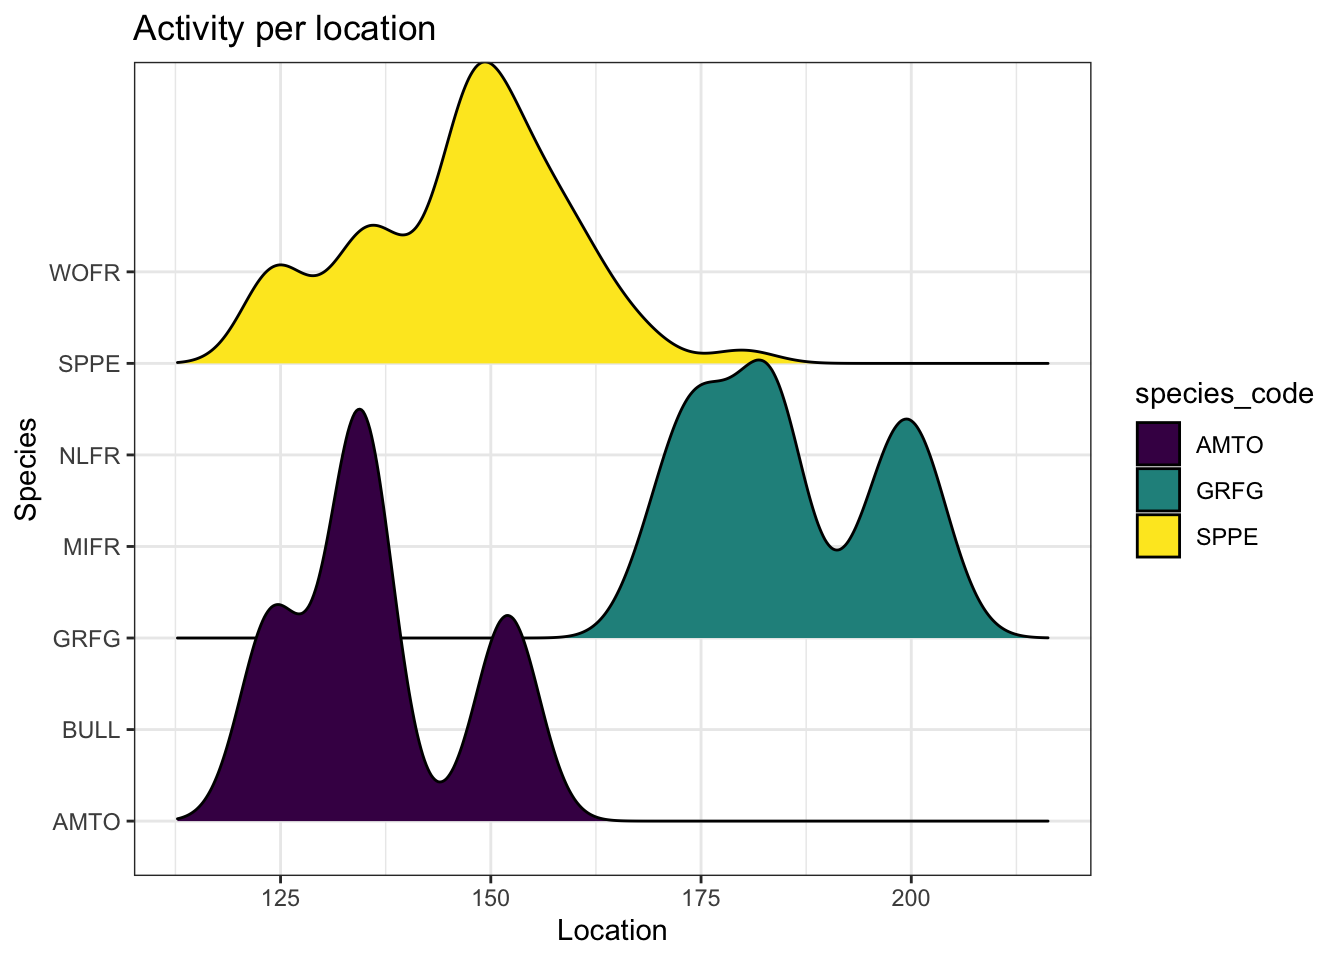 Activity per location
WOFR
SPPE
NLFR
MIFR
GRFG
BULL
AMTO
Species
125 150 175 200
Location
species_code
AMTO
GRFG
SPPE